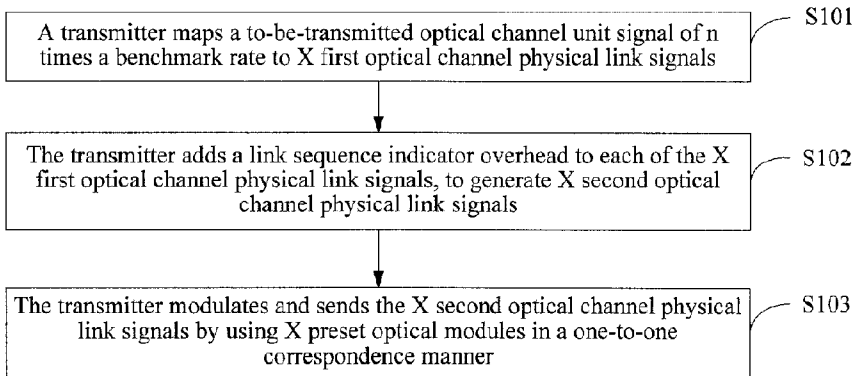 S101
A transmitter maps a to-be-transmitted optical channel unit signal of n
times a benchmark rate to X first optical channel physical link signals
S102
The transmitter adds a link sequence indicator overhead to each of the X
first optical channel physical link signals, to generate X second optical
channel physical link signals
S103
The transmitter modulates and sends the X second optical channel physical
link signals by using X preset optical modules in a one-to-one
correspondence manner